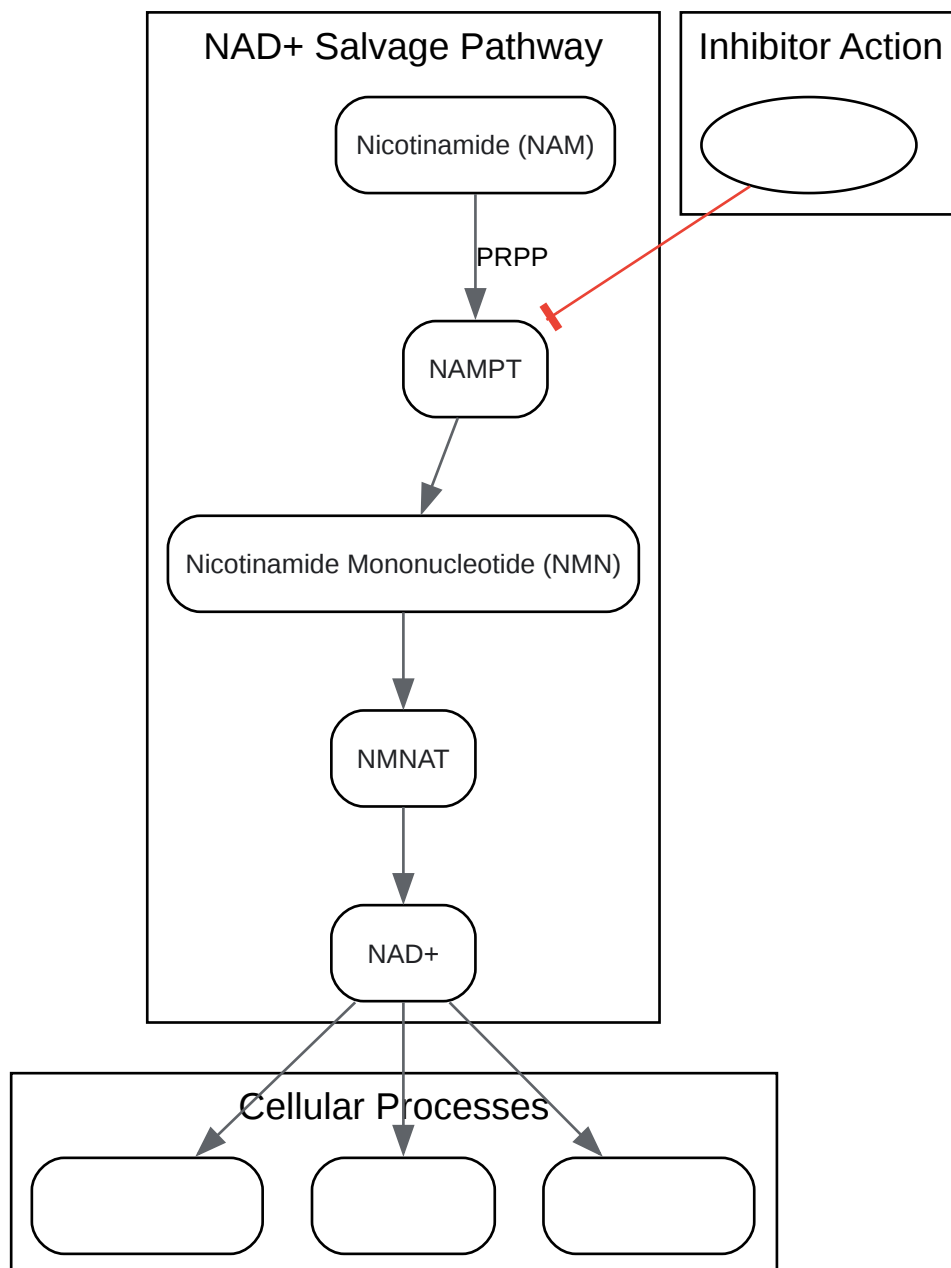 NAD+ Salvage Pathway
Inhibitor Action
Nicotinamide (NAM)
PRPP
NAMPT
Nicotinamide Mononucleotide (NMN)
NMNAT
NAD+
Cellular Processes